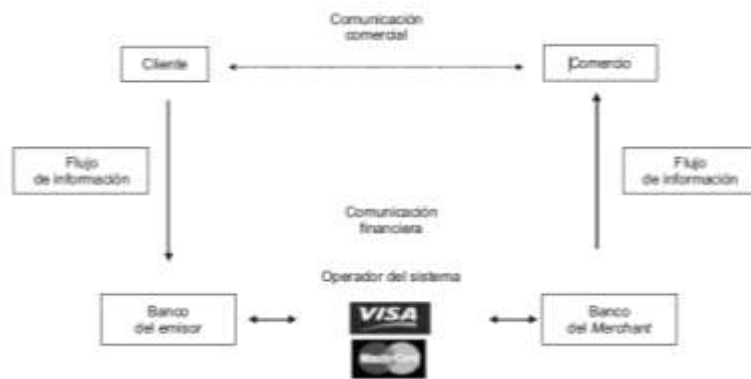 Comunicación
comercial
Cliente
Comercio
Flujo
de información
Flujo
de información
Comunicación
financiera
Operador del sistema
Banco
del emisor
VISA
Banco
del Merchant
MasterCard